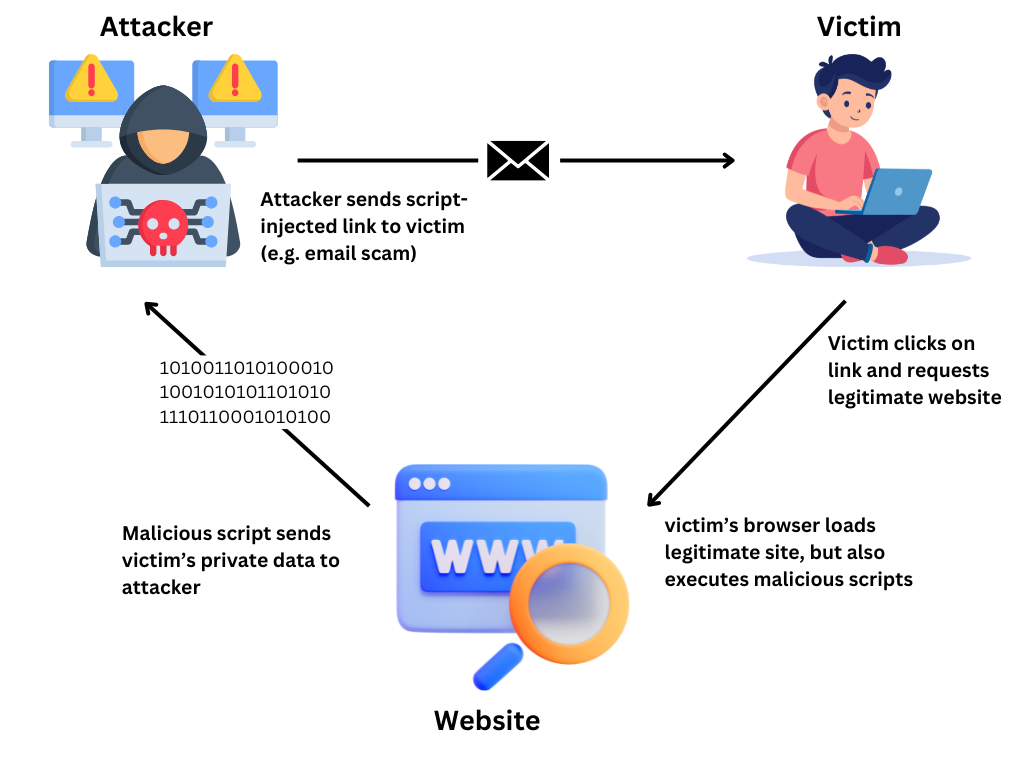 Attacker
Victim
Attacker sends script-
injected link to victim
(e.g. email scam)
Victim clicks on
link and requests
legitimate website
1010011010100010
1001010101101010
1110110001010100
victim's browser loads
legitimate site, but also
executes malicious scripts
Malicious script sends
victim's private data to
attacker
WWW
Website